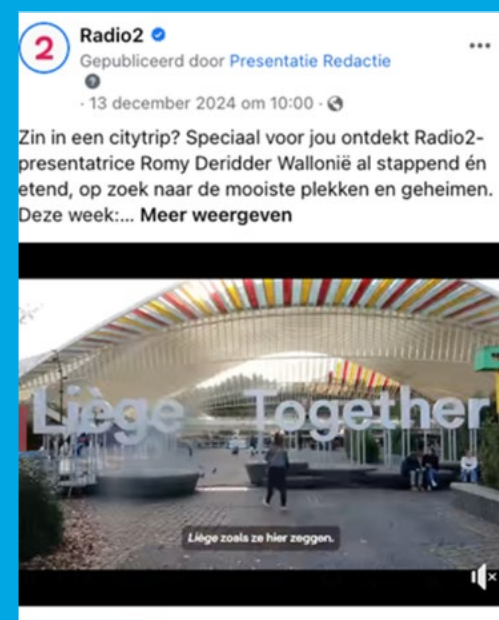 2
Radio2
Gepubliceerd door Presentatie Redactie
?
· 13 december 2024 om 10:00 ·
Zin in een citytrip? Speciaal voor jou ontdekt Radio2-
presentatrice Romy Deridder Wallonië al stappend én
etend, op zoek naar de mooiste plekken en geheimen.
Deze week:... Meer weergeven
Liège Together
Liège zoals ze hier zeggen.